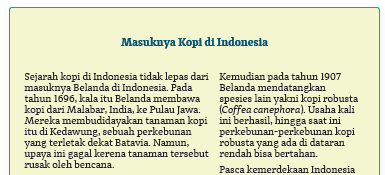 Masuknya Kopi di Indonesia
Sejarah kopi di Indonesia tidak lepas dari
masuknya Belanda di Indonesia. Pada
tahun 1696, kala itu Belanda membawa
kopi dari Malabar, India, ke Pulau Jawa.
Mereka membudidayakan tanaman kopi
itu di Kedawung, sebuah perkebunan
yang terletak dekat Batavia. Namun,
upaya ini gagal kerena tanaman tersebut
rusak oleh bencana.
Kemudian pada tahun 1907
Belanda mendatangkan
spesies lain yakni kopi robusta
(Coffea canephora). Usaha kali
ini berhasil, hingga saat ini
perkebunan-perkebunan kopi
robusta yang ada di dataran
rendah bisa bertahan.
Pasca kemerdekaan Indonesia